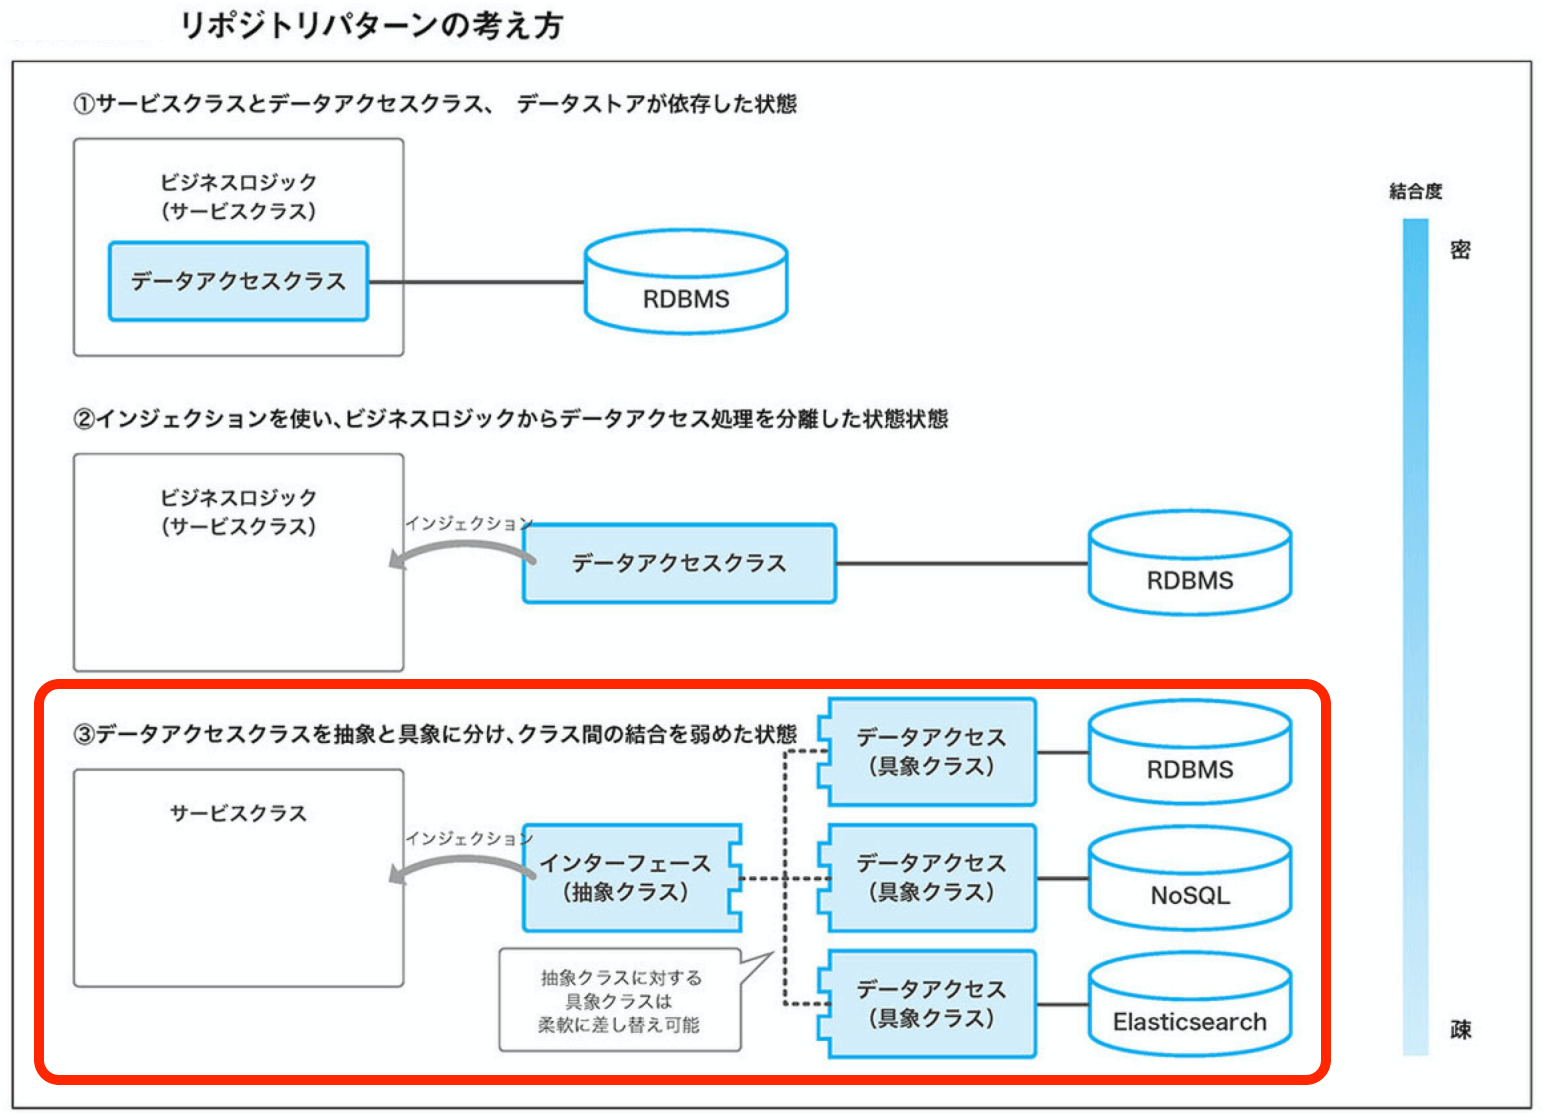 リポジトリパターンの考え方
①サービスクラスとデータアクセスクラス、 データストアが依存した状態
ビジネスロジック
（サービスクラス）
データアクセスクラス
RDBMS
結合度
密
②インジェクションを使い、ビジネスロジックからデータアクセス処理を分離した状態状態
ビジネスロジック
（サービスクラス）
インジェクション
データアクセスクラス
RDBMS
③データアクセスクラスを抽象と具象に分け、クラス間の結合を弱めた状態
サービスクラス
インジェクション
インターフェース
（抽象クラス）
データアクセス
（具象クラス）
RDBMS
データアクセス
（具象クラス）
NoSQL
抽象クラスに対する
具象クラスは
柔軟に差し替え可能
データアクセス
（具象クラス）
Elasticsearch
疎